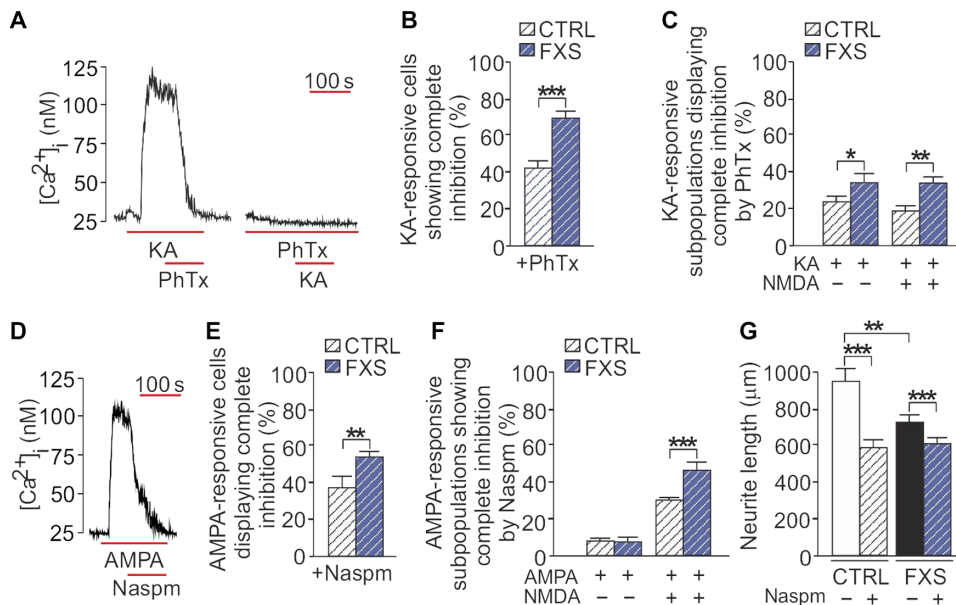 A
125
100
75
50
25
[Ca2+]i (nM)
100 s
KA
PhTx
PhTx
KA
B
CTRL
FXS
KA-responsive cells
showing complete
inhibition (%)
100
80
60
40
20
0
***
+PhTx
C
CTRL
FXS
KA-responsive
subpopulations displaying
complete inhibition
by PhTx (%)
100
80
60
40
20
0
*
**
KA + + + +
NMDA – – + +
D
125
100
75
50
25
[Ca2+]i (nM)
100 s
AMPA
Naspm
E
CTRL
FXS
AMPA-responsive cells
displaying complete
inhibition (%)
100
80
60
40
20
0
**
+Naspm
F
CTRL
FXS
AMPA-responsive
subpopulations showing
complete inhibition
by Naspm (%)
100
80
60
40
20
0
***
AMPA + + + +
NMDA – – + +
G
Neurite length (µm)
1000
800
600
400
200
0
**
***
***
CTRL FXS
Naspm – + – +